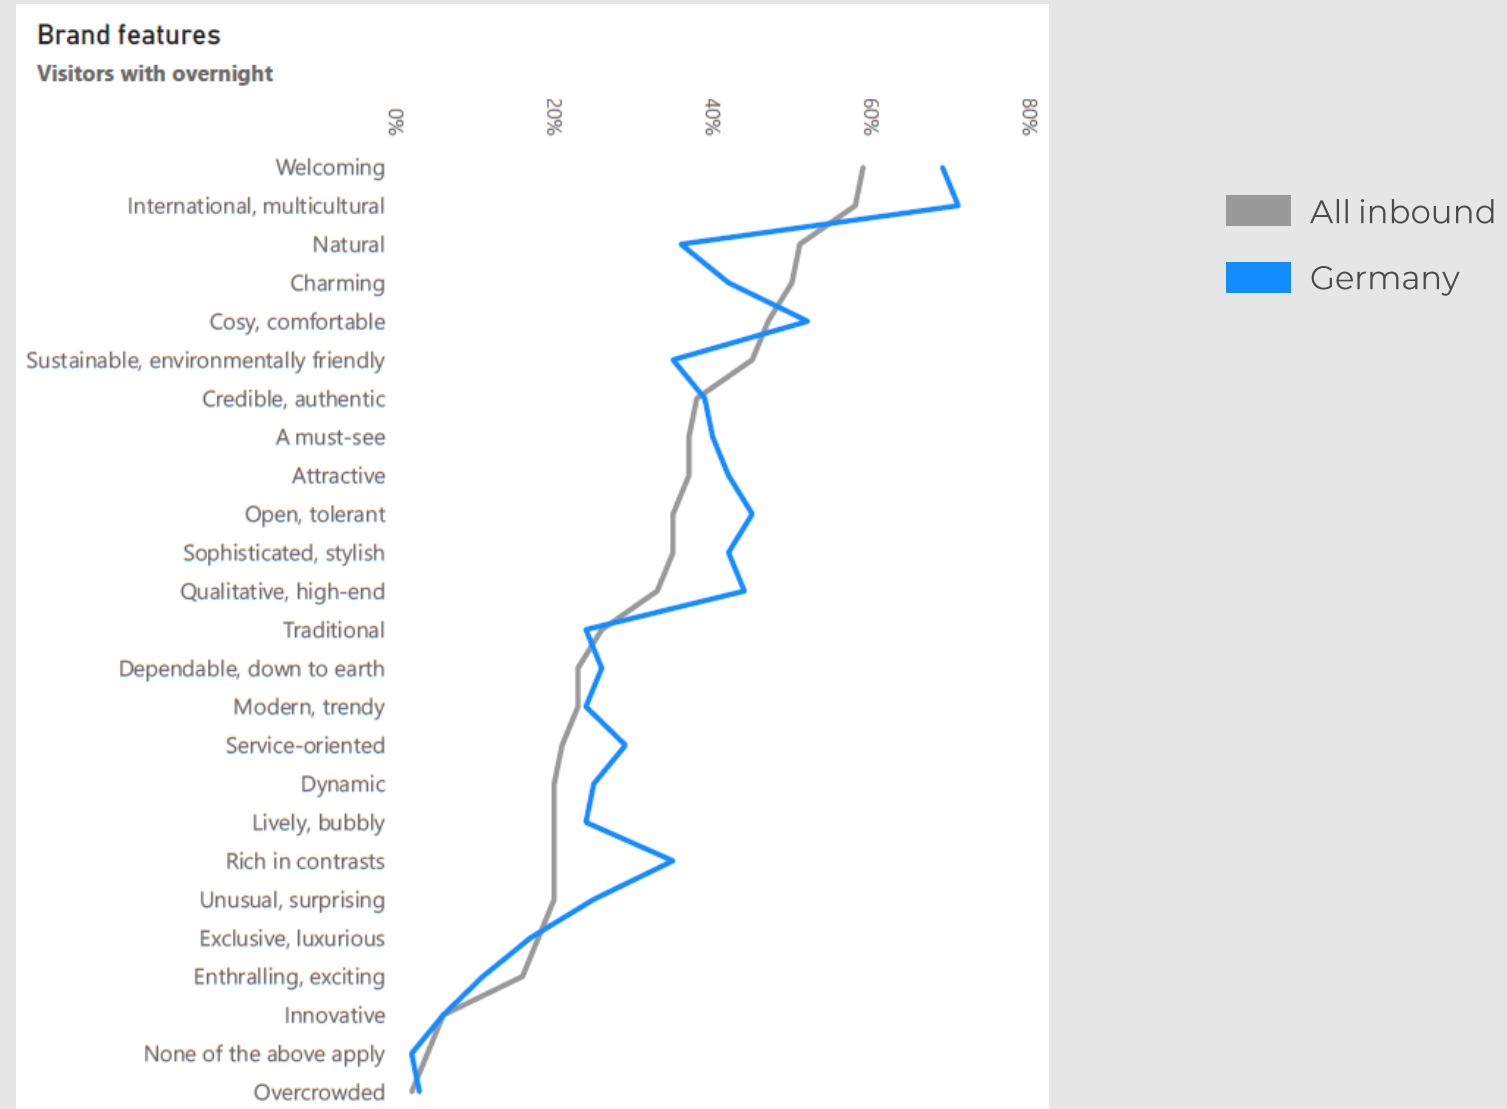 Brand features
Visitors with overnight
0%
20%
40%
60%
80%
Welcoming
International, multicultural
Natural
Charming
Cosy, comfortable
Sustainable, environmentally friendly
Credible, authentic
A must-see
Attractive
Open, tolerant
Sophisticated, stylish
Qualitative, high-end
Traditional
Dependable, down to earth
Modern, trendy
Service-oriented
Dynamic
Lively, bubbly
Rich in contrasts
Unusual, surprising
Exclusive, luxurious
Enthralling, exciting
Innovative
None of the above apply
Overcrowded
All inbound
Germany